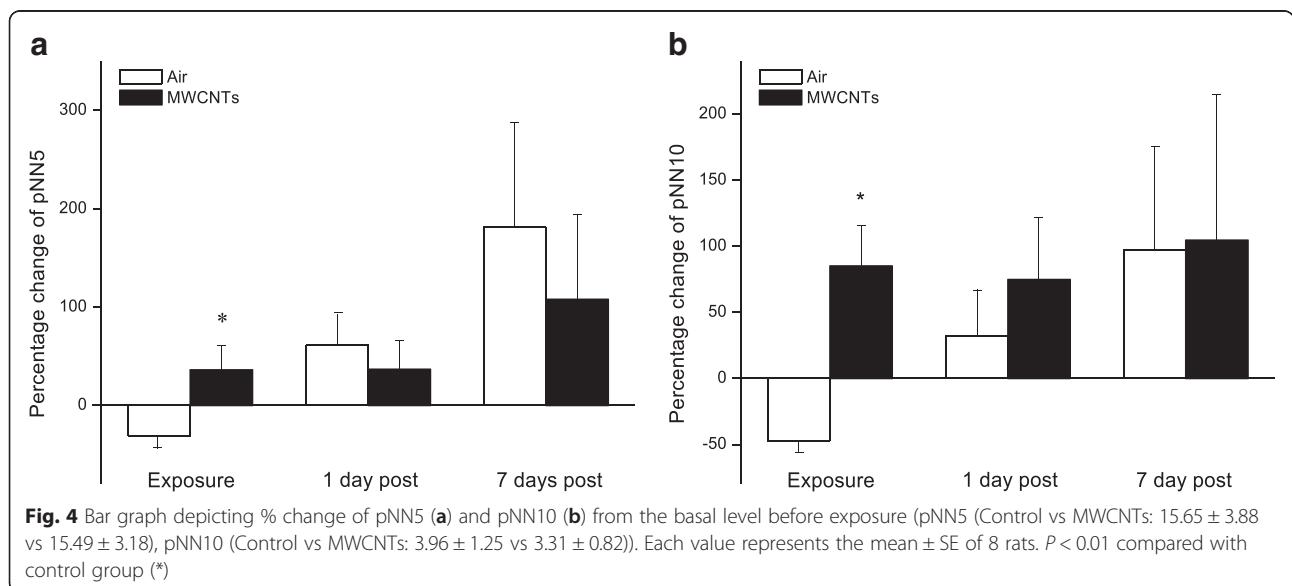 a
Air
MWCNTs
300
200
100
0
Percentage change of pNN5
*
Exposure
1 day post
7 days post
b
Air
MWCNTs
200
150
100
50
0
-50
Percentage change of pNN10
*
Exposure
1 day post
7 days post
Fig. 4 Bar graph depicting % change of pNN5 (a) and pNN10 (b) from the basal level before exposure (pNN5 (Control vs MWCNTs: 15.65 ± 3.88
vs 15.49 ± 3.18), pNN10 (Control vs MWCNTs: 3.96 ± 1.25 vs 3.31 ± 0.82)). Each value represents the mean ± SE of 8 rats. P < 0.01 compared with
control group (*)